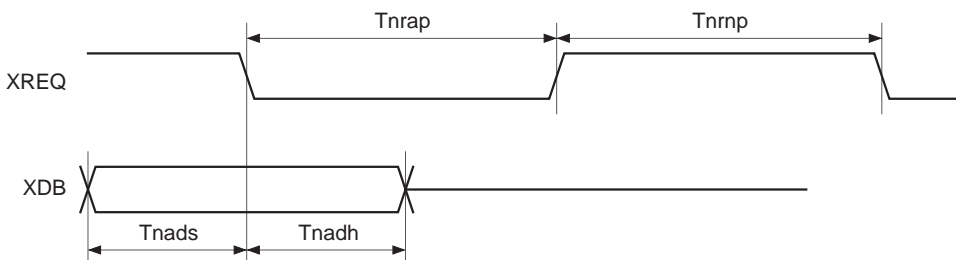 Tnrap
Tnrnp
XREQ
XDB
Tnads
Tnadh